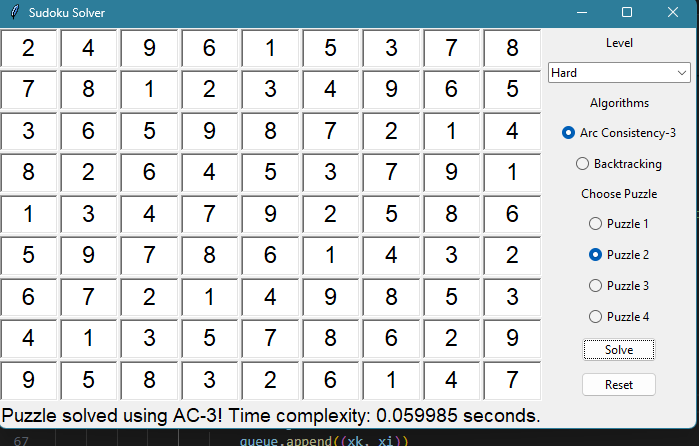 Sudoku Solver
2 4 9 6 1 5 3 7 8
7 8 1 2 3 4 9 6 5
3 6 5 9 8 7 2 1 4
8 2 6 4 5 3 7 9 1
1 3 4 7 9 2 5 8 6
5 9 7 8 6 1 4 3 2
6 7 2 1 4 9 8 5 3
4 1 3 5 7 8 6 2 9
9 5 8 3 2 6 1 4 7
Level
Hard
Algorithms
Arc Consistency-3
Backtracking
Choose Puzzle
Puzzle 1
Puzzle 2
Puzzle 3
Puzzle 4
Solve
Reset
Puzzle solved using AC-3! Time complexity: 0.059985 seconds.
67 queue.append((xk, xi))